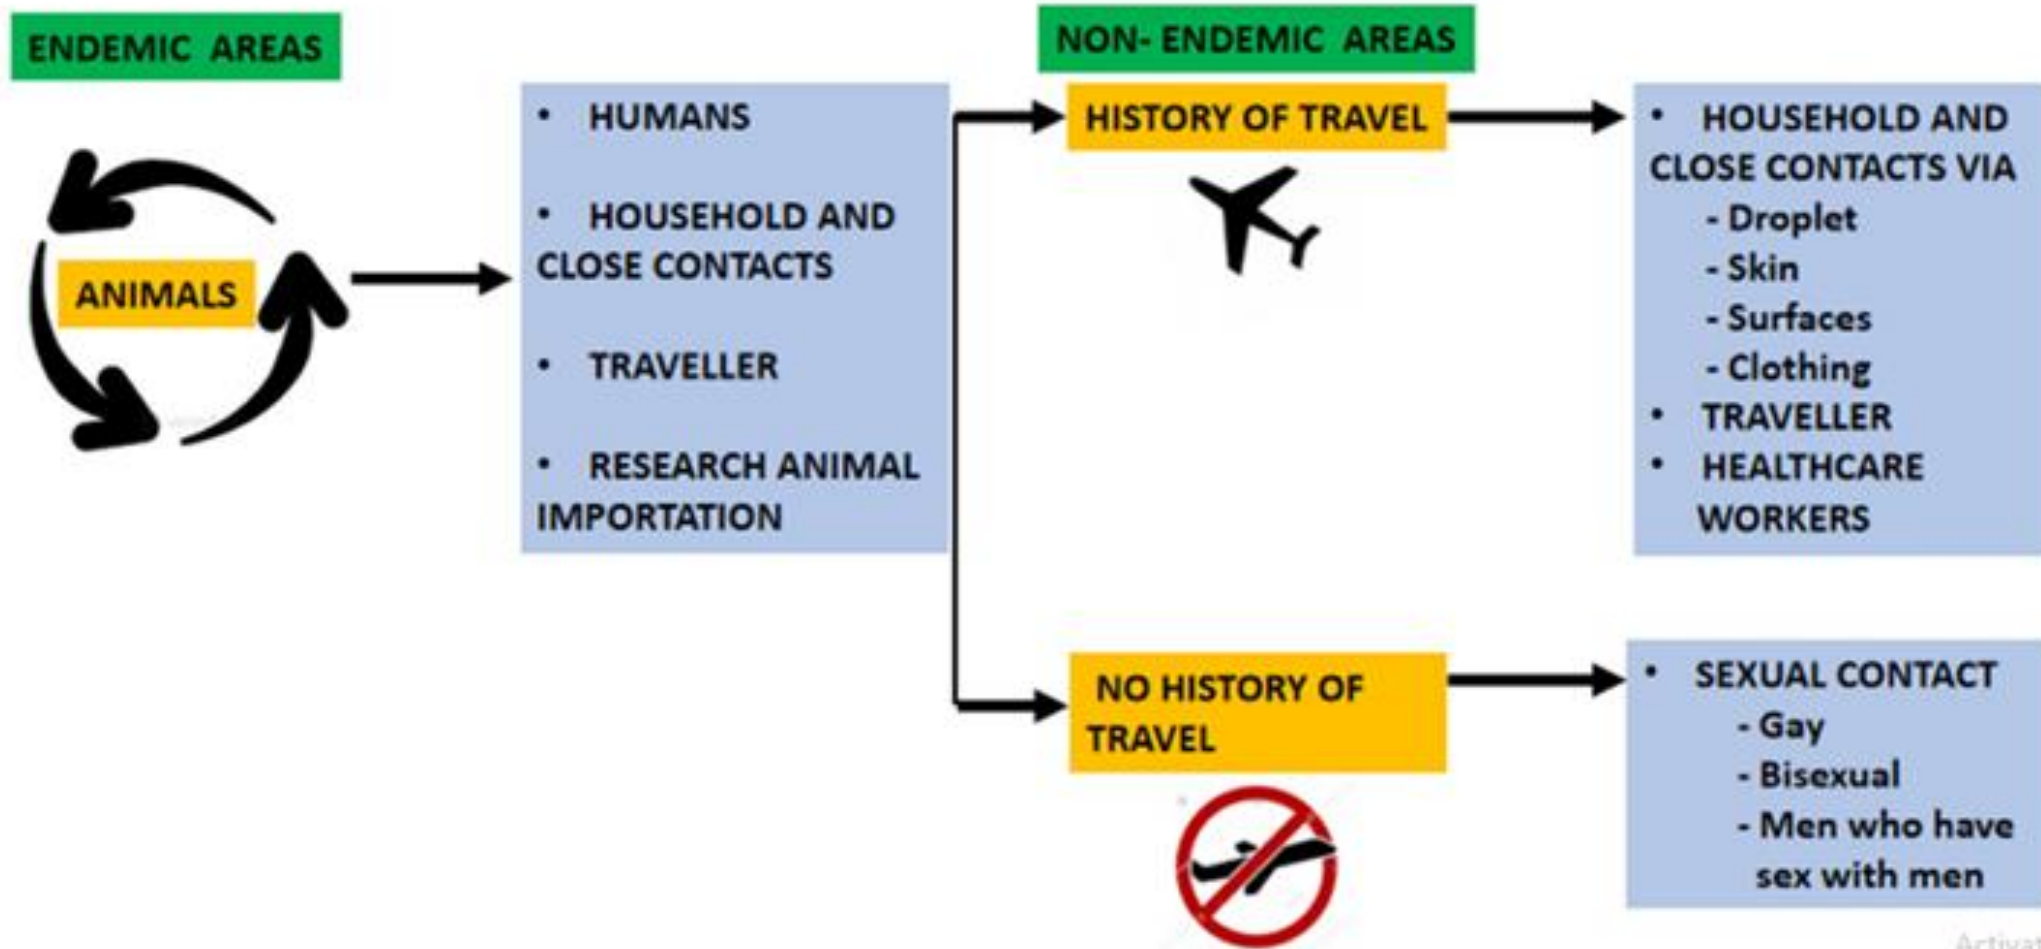 ENDEMIC AREAS
ANIMALS
• HUMANS
• HOUSEHOLD AND
CLOSE CONTACTS
• TRAVELLER
• RESEARCH ANIMAL
IMPORTATION
NON- ENDEMIC AREAS
HISTORY OF TRAVEL
• HOUSEHOLD AND
CLOSE CONTACTS VIA
- Droplet
- Skin
- Surfaces
- Clothing
• TRAVELLER
• HEALTHCARE
WORKERS
NO HISTORY OF
TRAVEL
• SEXUAL CONTACT
- Gay
- Bisexual
- Men who have
sex with men